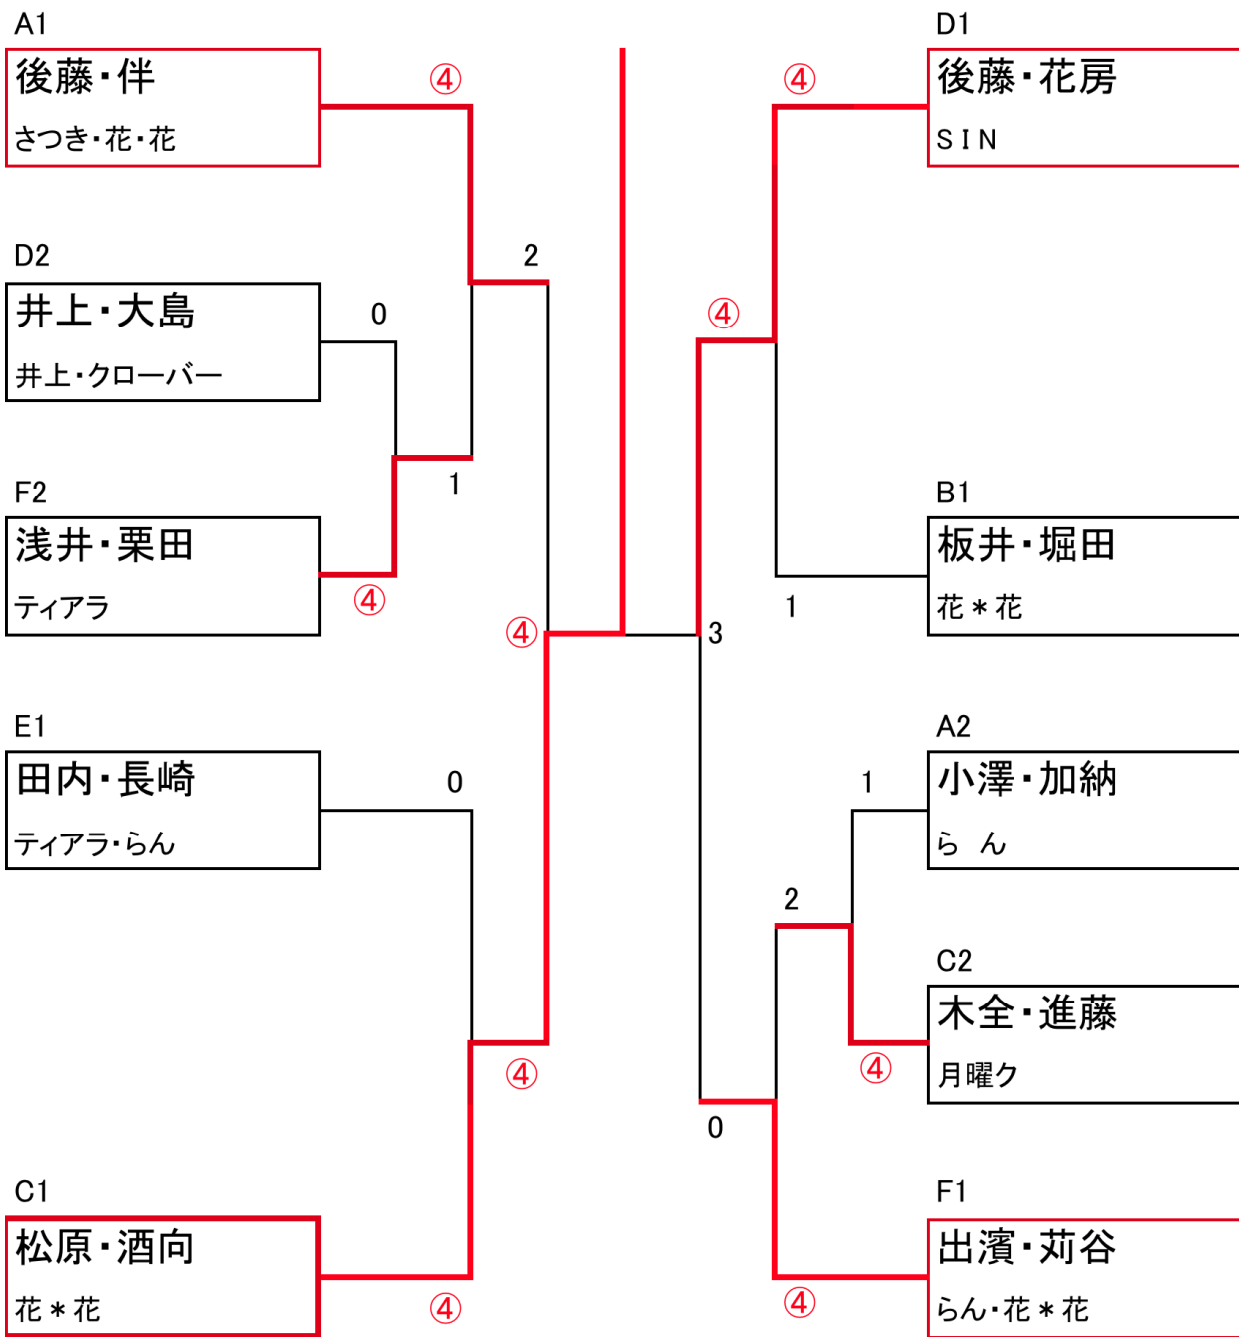 A1
後藤・伴
さつき・花・花
④
D2
井上・大島
井上・クローバー
0
2
F2
浅井・栗田
ティアラ
④
1
E1
田内・長崎
ティアラ・らん
0
④
C1
松原・酒向
花＊花
④
④
D1
後藤・花房
ＳＩＮ
④
④
B1
板井・堀田
花＊花
1
3
A2
小澤・加納
ら　ん
1
2
C2
木全・進藤
月曜ク
④
0
F1
出濱・苅谷
らん・花＊花
④